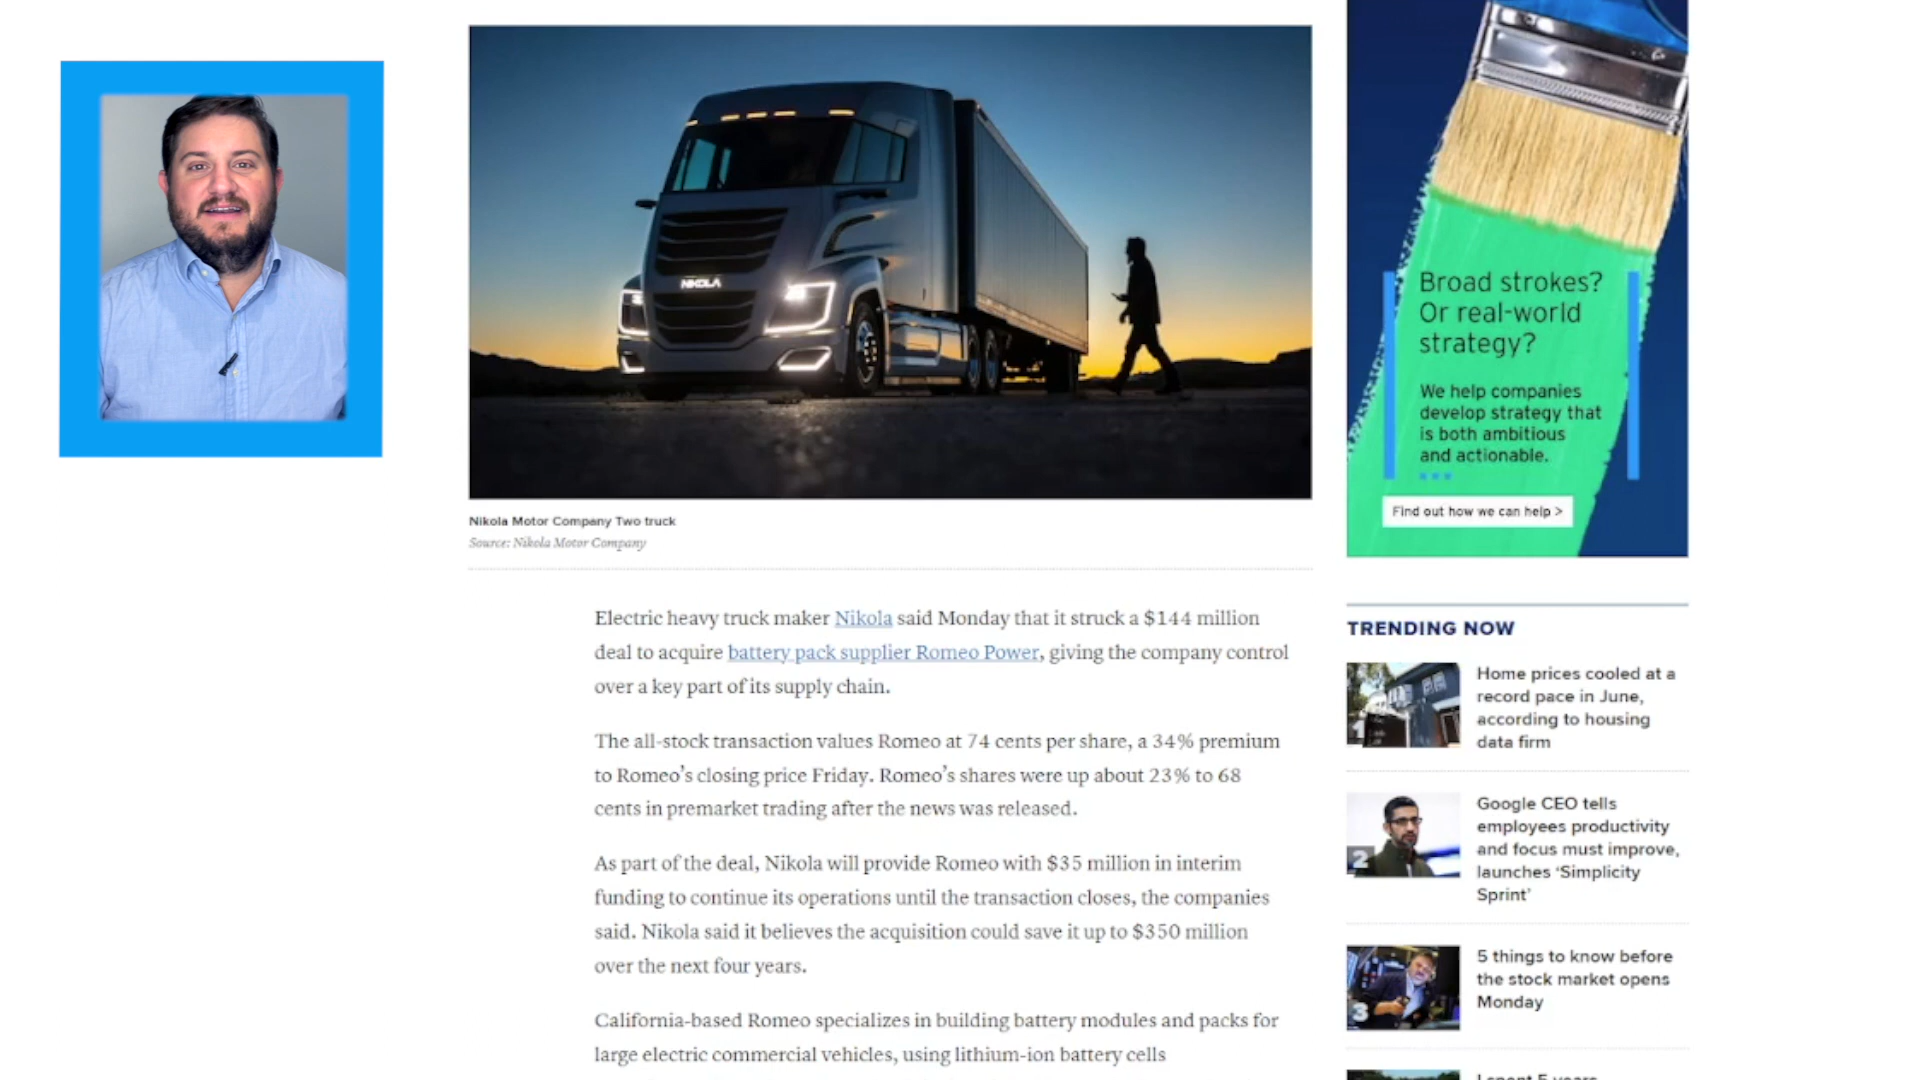 NIKOLA
Nikola Motor Company Two truck
Source: Nikola Motor Company
Electric heavy truck maker Nikola said Monday that it struck a $144 million
deal to acquire battery pack supplier Romeo Power, giving the company control
over a key part of its supply chain.
The all-stock transaction values Romeo at 74 cents per share, a 34% premium
to Romeo’s closing price Friday. Romeo’s shares were up about 23% to 68
cents in premarket trading after the news was released.
As part of the deal, Nikola will provide Romeo with $35 million in interim
funding to continue its operations until the transaction closes, the companies
said. Nikola said it believes the acquisition could save it up to $350 million
over the next four years.
California-based Romeo specializes in building battery modules and packs for
large electric commercial vehicles, using lithium-ion battery cells
Broad strokes?
Or real-world
strategy?
We help companies
develop strategy that
is both ambitious
and actionable.
Find out how we can help >
TRENDING NOW
Home prices cooled at a
record pace in June,
according to housing
data firm
2
Google CEO tells
employees productivity
and focus must improve,
launches ‘Simplicity
Sprint’
3
5 things to know before
the stock market opens
Monday